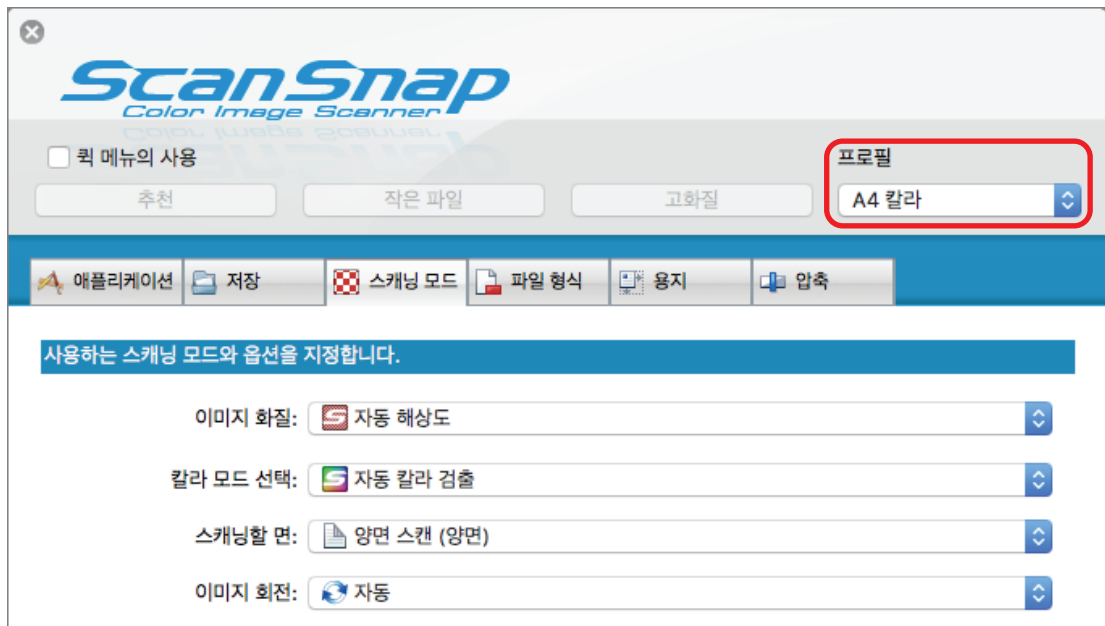 ScanSnap
Color Image Scanner
퀵 메뉴의 사용
프로필
추천
작은 파일
고화질
A4 칼라
애플리케이션
저장
스캐닝 모드
파일 형식
용지
압축
사용하는 스캐닝 모드와 옵션을 지정합니다.
이미지 화질: 자동 해상도
칼라 모드 선택: 자동 칼라 검출
스캐닝할 면: 양면 스캔 (양면)
이미지 회전: 자동